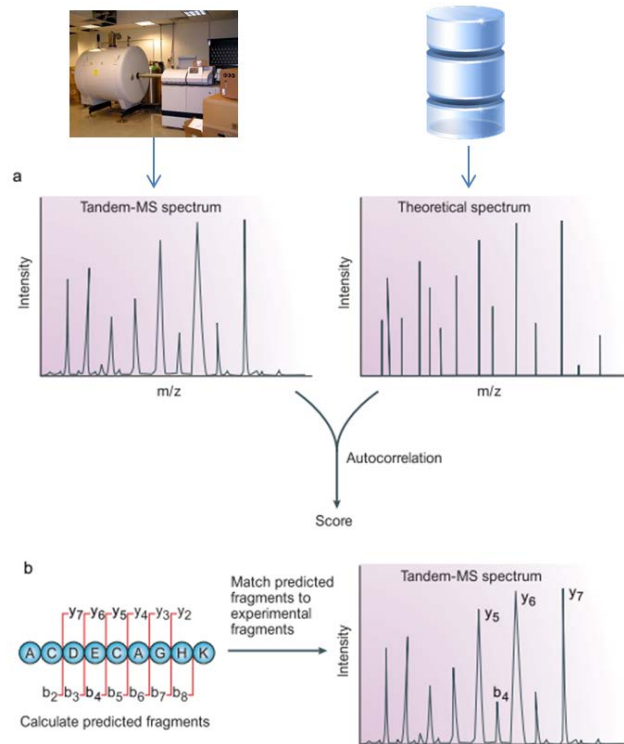 a
Tandem-MS spectrum
Intensity
m/z
Theoretical spectrum
Intensity
m/z
Autocorrelation
Score
b
y7 y6 y5 y4 y3 y2
A C D E C A G H K
b2 b3 b4 b5 b6 b7 b8
Calculate predicted fragments
Match predicted
fragments to
experimental
fragments
Tandem-MS spectrum
Intensity
y5
b4
y6
y7
m/z